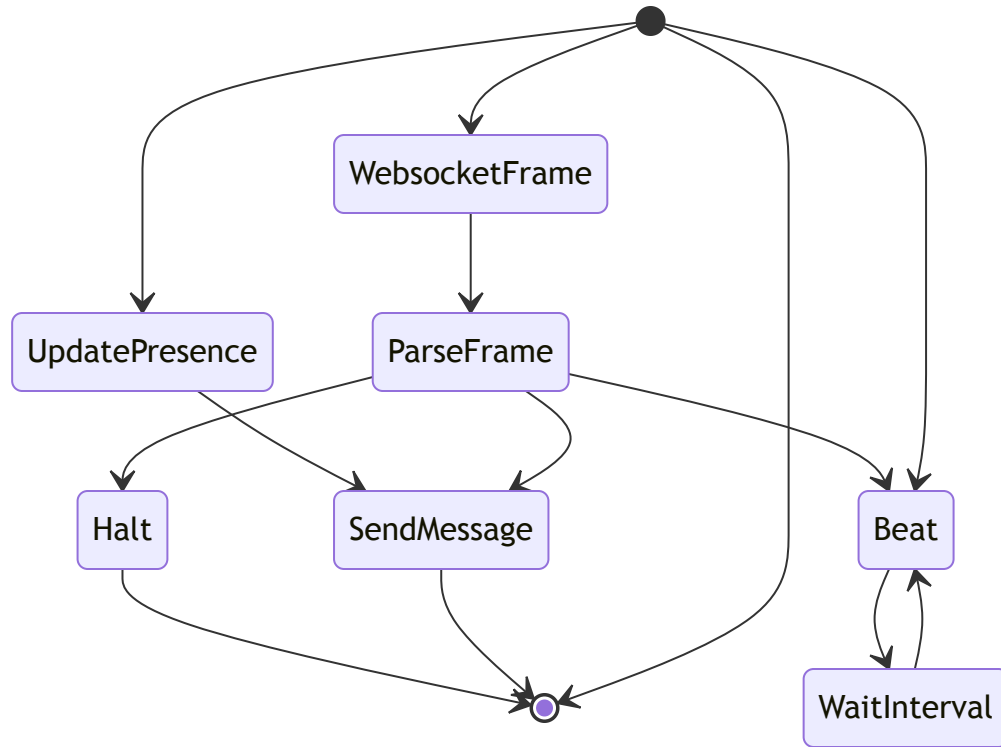 WebsocketFrame
UpdatePresence
ParseFrame
Halt
SendMessage
Beat
WaitInterval